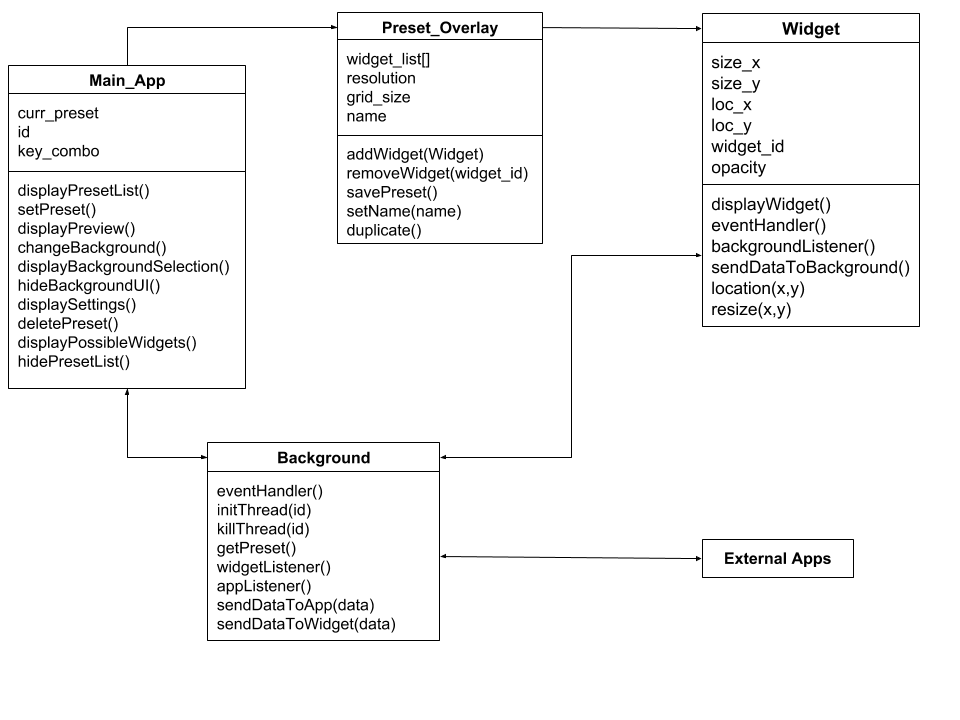 Main_App
curr_preset
id
key_combo
displayPresetList()
setPreset()
displayPreview()
changeBackground()
displayBackgroundSelection()
hideBackgroundUI()
displaySettings()
deletePreset()
displayPossibleWidgets()
hidePresetList()
Preset_Overlay
widget_list[]
resolution
grid_size
name
addWidget(Widget)
removeWidget(widget_id)
savePreset()
setName(name)
duplicate()
Widget
size_x
size_y
loc_x
loc_y
widget_id
opacity
displayWidget()
eventHandler()
backgroundListener()
sendDataToBackground()
location(x,y)
resize(x,y)
Background
eventHandler()
initThread(id)
killThread(id)
getPreset()
widgetListener()
appListener()
sendDataToApp(data)
sendDataToWidget(data)
External Apps